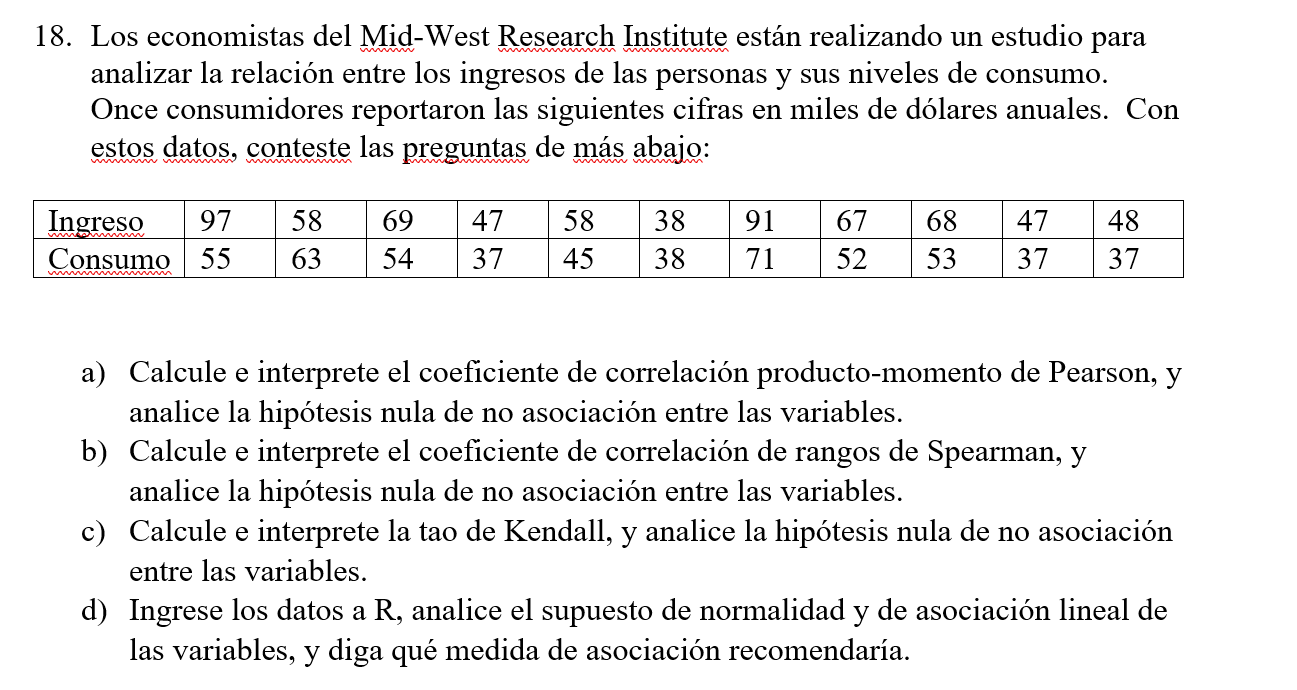 18. Los economistas del Mid-West Research Institute están realizando un estudio para
analizar la relación entre los ingresos de las personas y sus niveles de consumo.
Once consumidores reportaron las siguientes cifras en miles de dólares anuales. Con
estos datos, conteste las preguntas de más abajo:
Ingreso 97 58 69 47 58 38 91 67 68 47 48
Consumo 55 63 54 37 45 38 71 52 53 37 37
a) Calcule e interprete el coeficiente de correlación producto-momento de Pearson, y
analice la hipótesis nula de no asociación entre las variables.
b) Calcule e interprete el coeficiente de correlación de rangos de Spearman, y
analice la hipótesis nula de no asociación entre las variables.
c) Calcule e interprete la tao de Kendall, y analice la hipótesis nula de no asociación
entre las variables.
d) Ingrese los datos a R, analice el supuesto de normalidad y de asociación lineal de
las variables, y diga qué medida de asociación recomendaría.